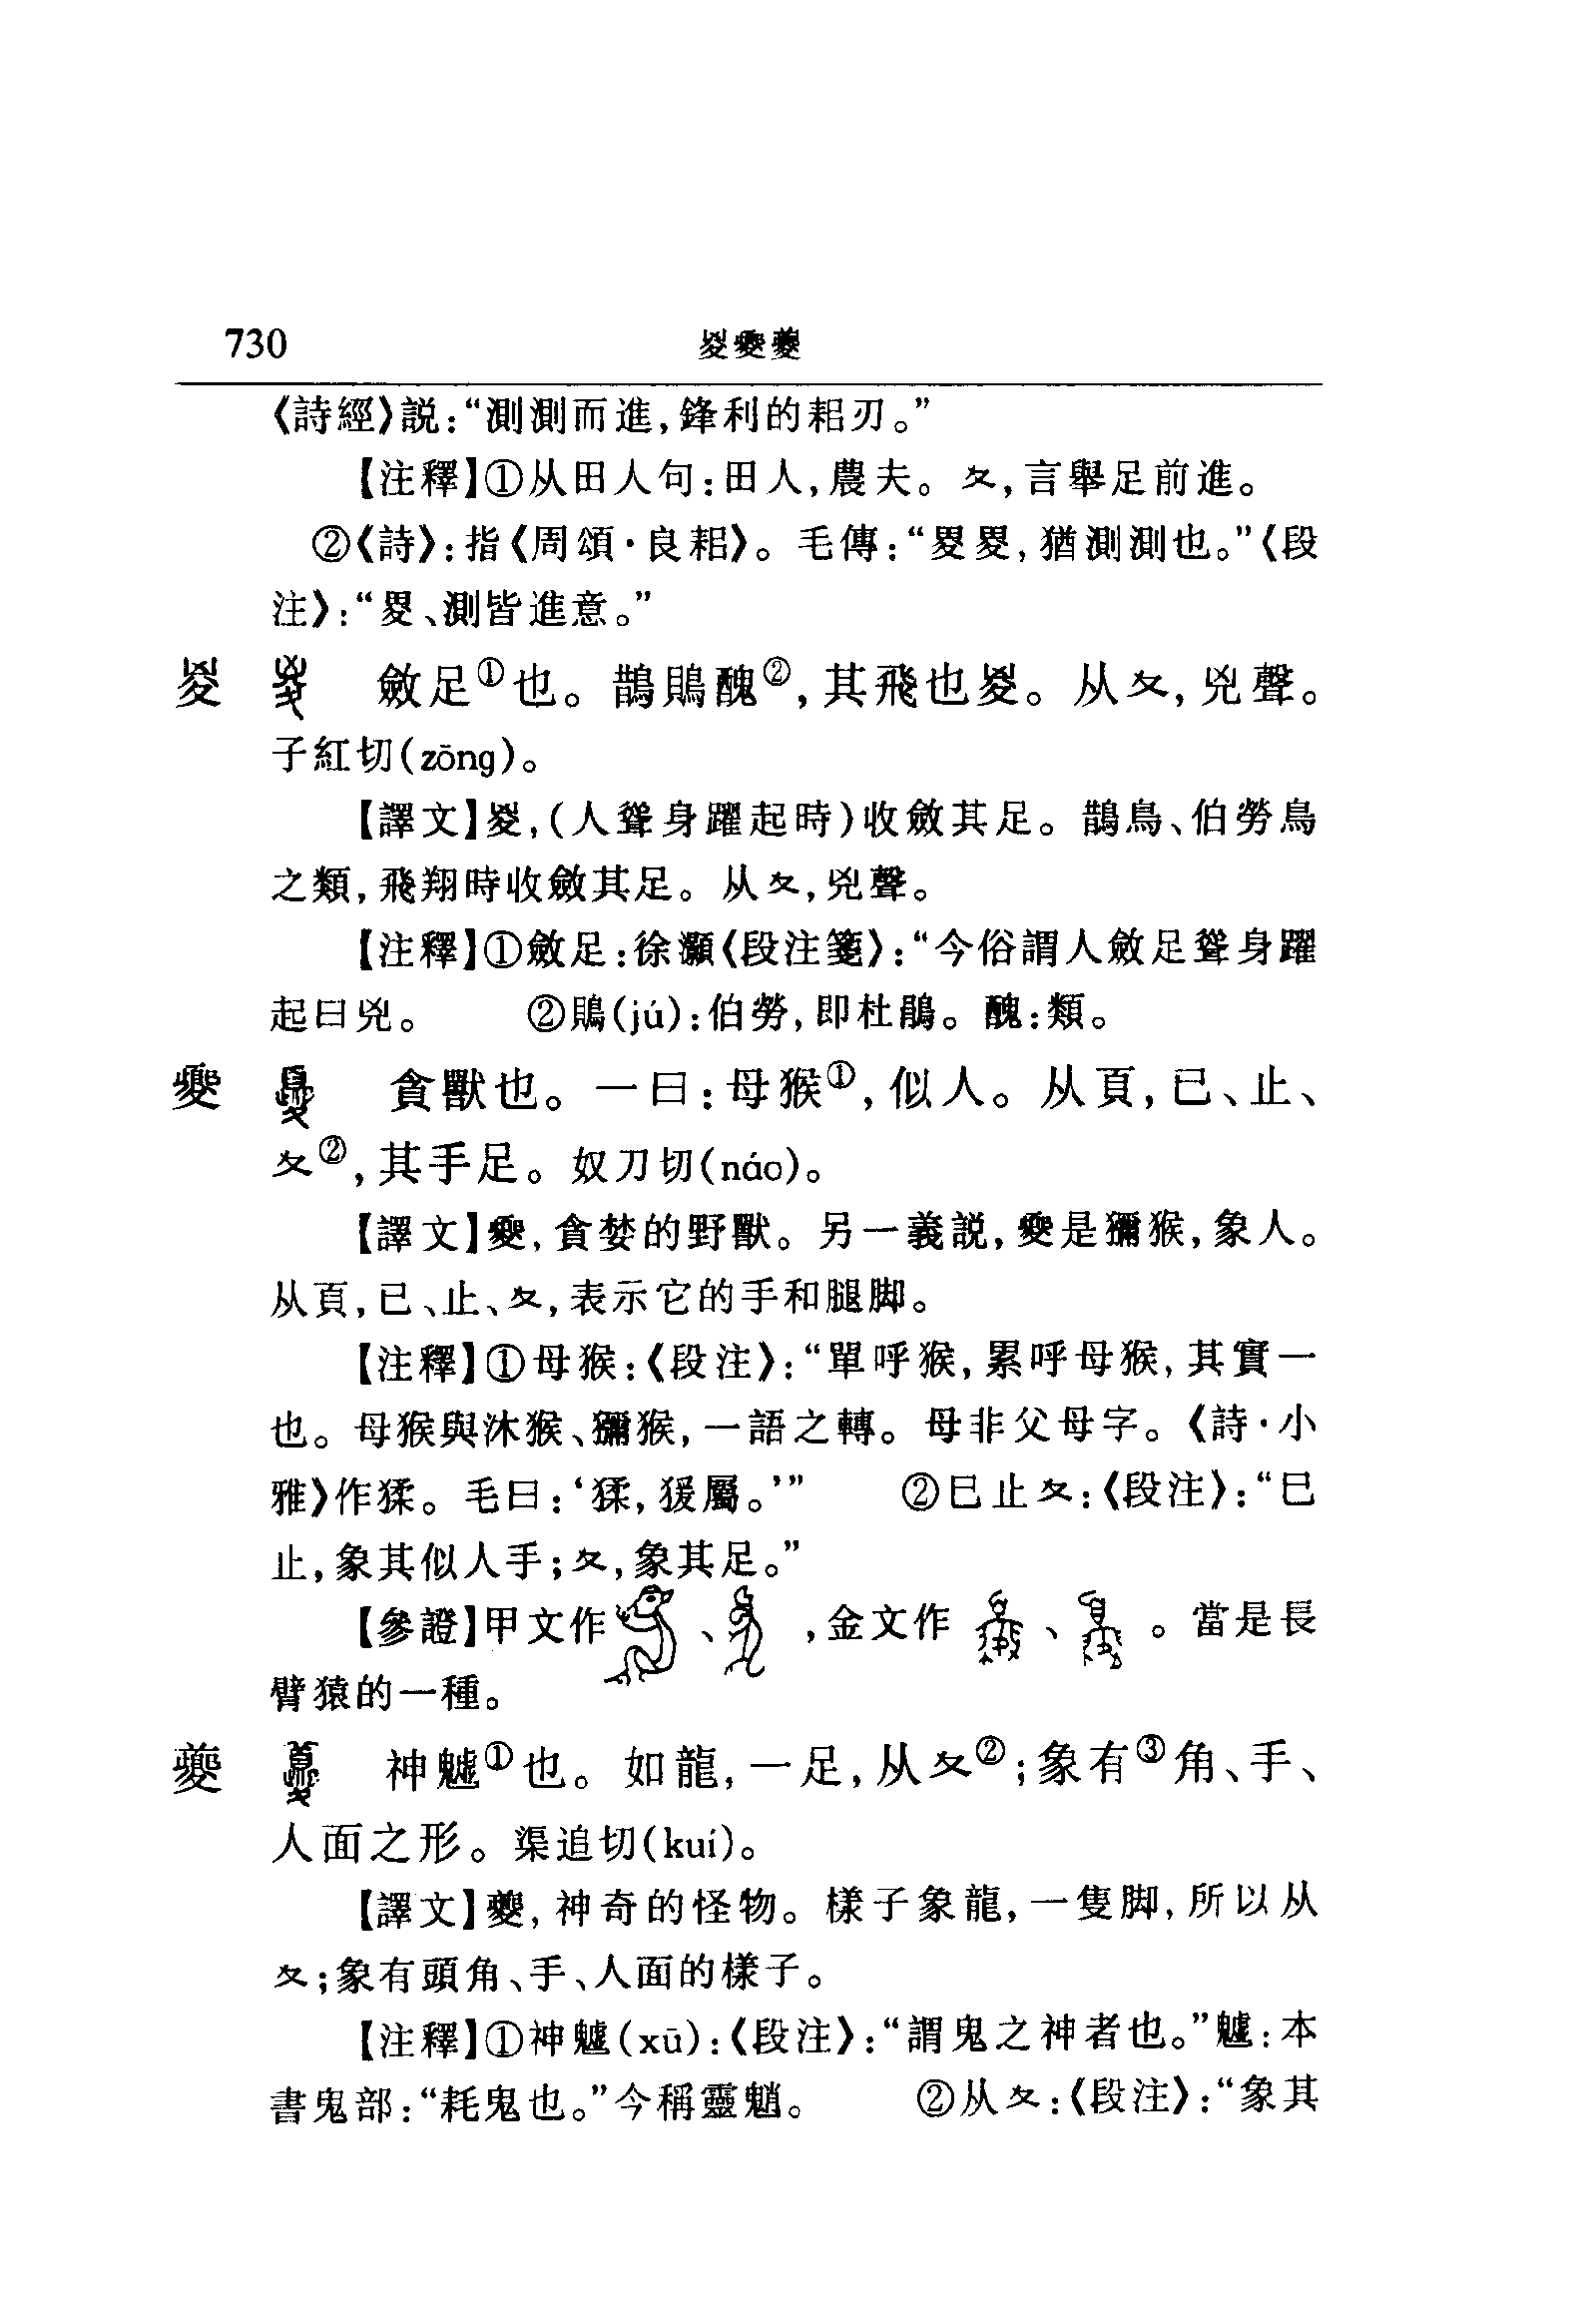 730 夎夒夔
《詩經》説：“測測而進，鋒利的耜刃。”
【注釋】①从田人句：田人，農夫。夊，言舉足前進。
②《詩》：指《周頌·良耜》。毛傳：“畟畟，猶測測也。”《段
注》：“畟、測皆進意。”
㚇 斂足①也。鵲鵙醜②，其飛也㚇。从夊，兇聲。
子紅切(zōng)。
【譯文】㚇，(人聳身躍起時)收斂其足。鵲鳥、伯勞鳥
之類，飛翔時收斂其足。从夊，兇聲。
【注釋】①斂足：徐灝《段注箋》：“今俗謂人斂足聳身躍
起曰兇。 ②鵙(jú)：伯勞，即杜鵑。醜：類。
夒 貪獸也。一曰：母猴①，似人。从頁，已、止、
夊②，其手足。奴刀切(náo)。
【譯文】夒，貪婪的野獸。另一義説，夒是獼猴，象人。
从頁，已、止、夊，表示它的手和腿脚。
【注釋】①母猴：《段注》：“單呼猴，累呼母猴，其實一
也。母猴與沐猴、獼猴，一語之轉。母非父母字。《詩·小
雅》作猱。毛曰：‘猱，猨屬。’” ②巳止夊：《段注》：“巳
止，象其似人手；夊，象其足。”
【參證】甲文作 、 ，金文作 、 。當是長
臂猿的一種。
夔 神魖①也。如龍，一足，从夊②；象有③角、手、
人面之形。渠追切(kuí)。
【譯文】夔，神奇的怪物。樣子象龍，一隻脚，所以从
夊；象有頭角、手、人面的樣子。
【注釋】①神魖(xū)：《段注》：“謂鬼之神者也。”魖：本
書鬼部：“耗鬼也。”今稱靈魈。 ②从夊：《段注》：“象其